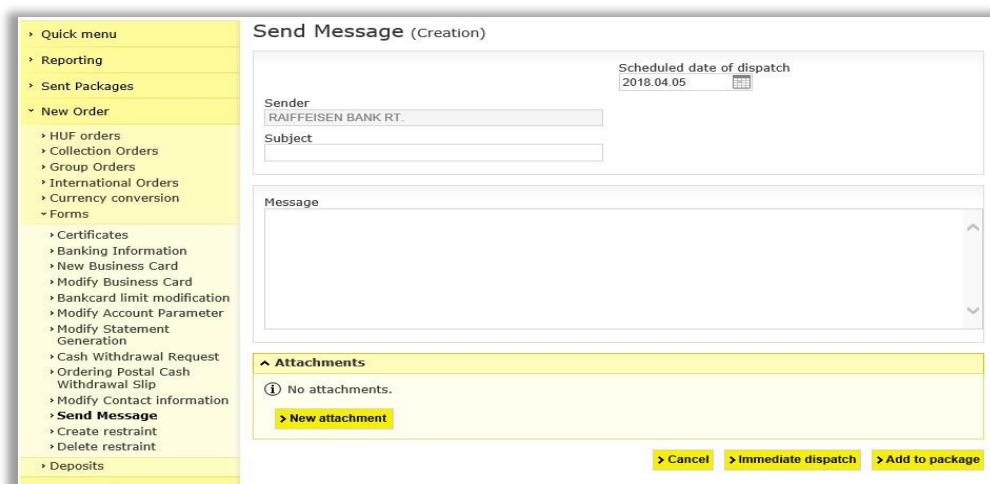 Quick menu
Reporting
Sent Packages
New Order
HUF orders
Collection Orders
Group Orders
International Orders
Currency conversion
Forms
Certificates
Banking Information
New Business Card
Modify Business Card
Bankcard limit modification
Modify Account Parameter
Modify Statement
Generation
Cash Withdrawal Request
Ordering Postal Cash
Withdrawal Slip
Modify Contact information
Send Message
Create restraint
Delete restraint
Deposits
Send Message (Creation)
Scheduled date of dispatch
2018.04.05
Sender
RAIFFEISEN BANK RT.
Subject
Message
Attachments
No attachments.
New attachment
Cancel
Immediate dispatch
Add to package